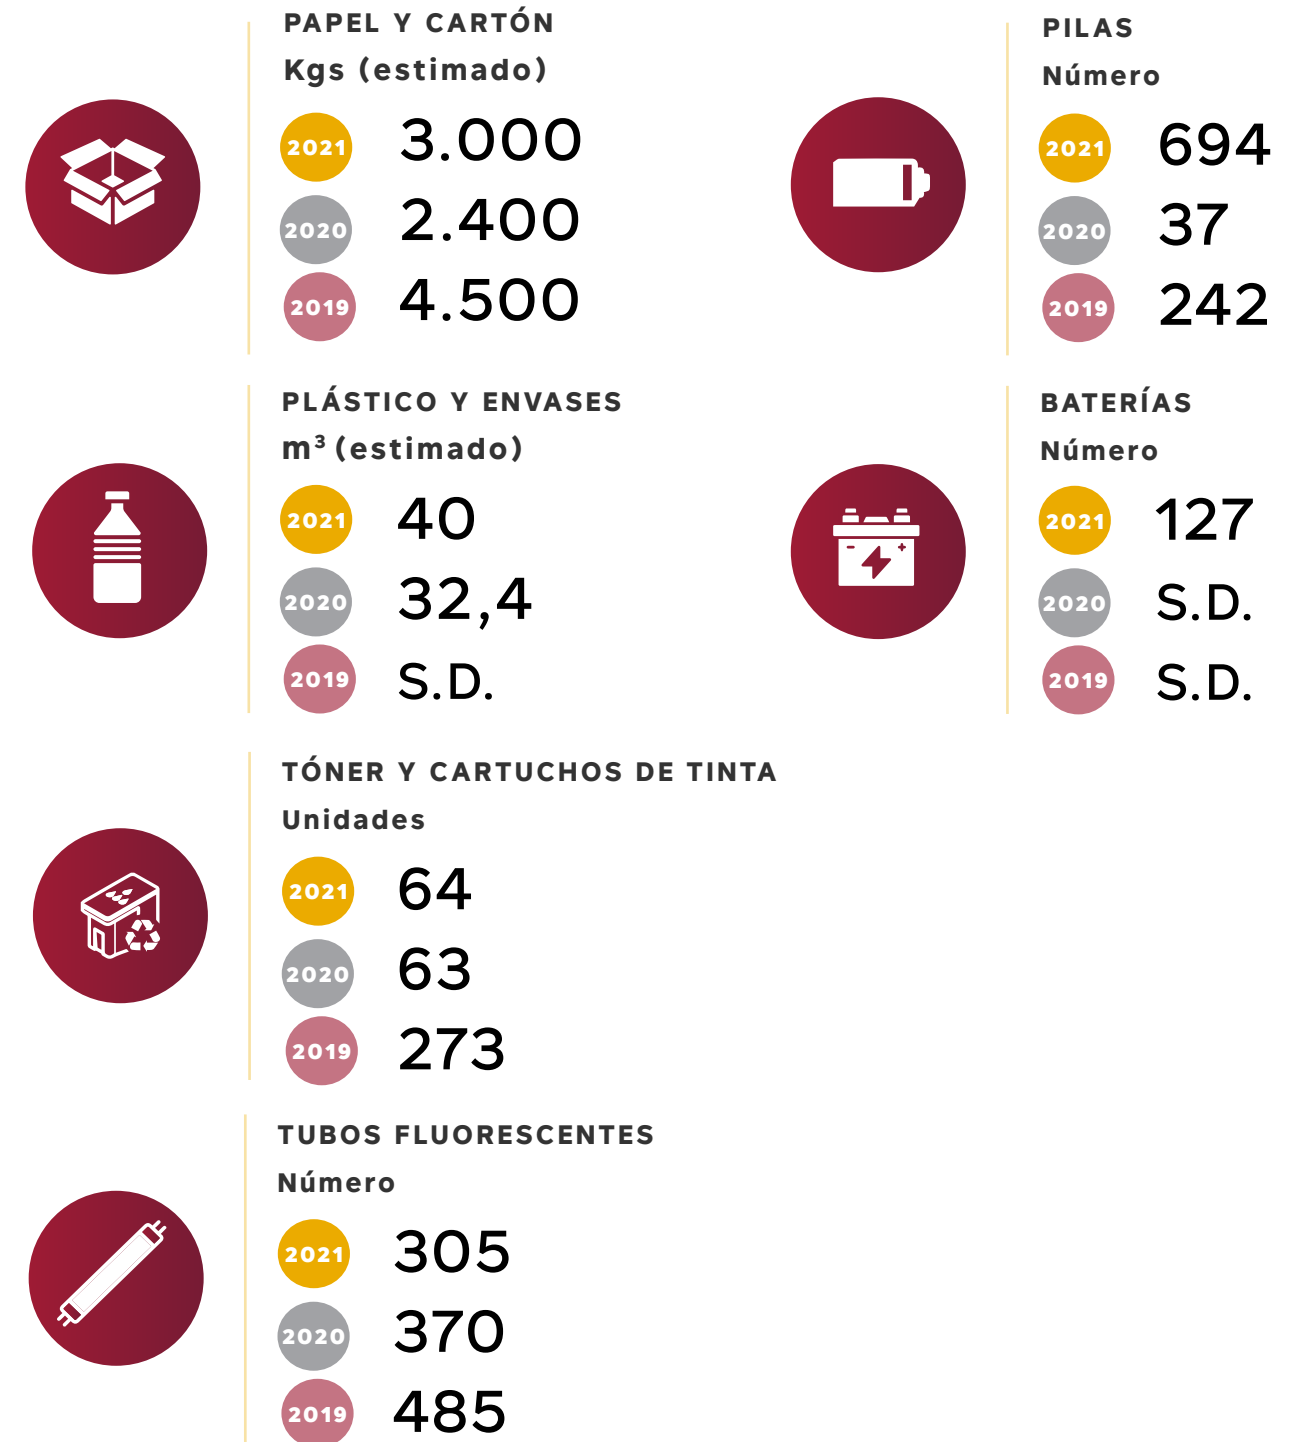 PAPEL Y CARTÓN
Kgs (estimado)
2021 3.000
2020 2.400
2019 4.500
PILAS
Número
2021 694
2020 37
2019 242
PLÁSTICO Y ENVASES
m³ (estimado)
2021 40
2020 32,4
2019 S.D.
BATERÍAS
Número
2021 127
2020 S.D.
2019 S.D.
TÓNER Y CARTUCHOS DE TINTA
Unidades
2021 64
2020 63
2019 273
TUBOS FLUORESCENTES
Número
2021 305
2020 370
2019 485